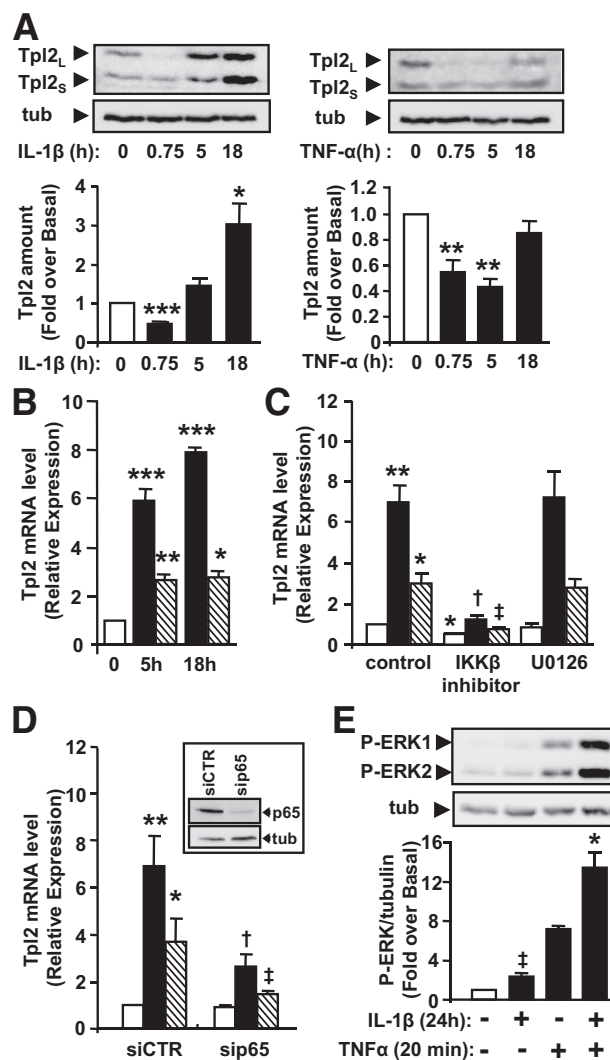 A
Tpl2L
Tpl2S
tub
IL-1β (h): 0 0.75 5 18
Tpl2L
Tpl2S
tub
TNF-α(h) : 0 0.75 5 18
Tpl2 amount
(Fold over Basal)
5
4
3
2
1
0
***
*
IL-1β (h): 0 0.75 5 18
Tpl2 amount
(Fold over Basal)
1.2
1.0
0.8
0.6
0.4
0.2
0
**
**
TNF-α (h): 0 0.75 5 18
B
Tpl2 mRNA level
(Relative Expression)
10
8
6
4
2
0
***
**
***
*
0 5h 18h
C
Tpl2 mRNA level
(Relative Expression)
12
7
5
2
0
**
*
*
†
‡
control IKKβ U0126
inhibitor
D
Tpl2 mRNA level
(Relative Expression)
12
10
8
6
4
2
0
**
*
†
‡
siCTR sip65
siCTR
sip65
p65
tub
E
P-ERK1
P-ERK2
tub
P-ERK/tubulin
(Fold over Basal)
16
12
8
4
0
‡
*
IL-1β (24h): - + - +
TNFα (20 min): - - + +